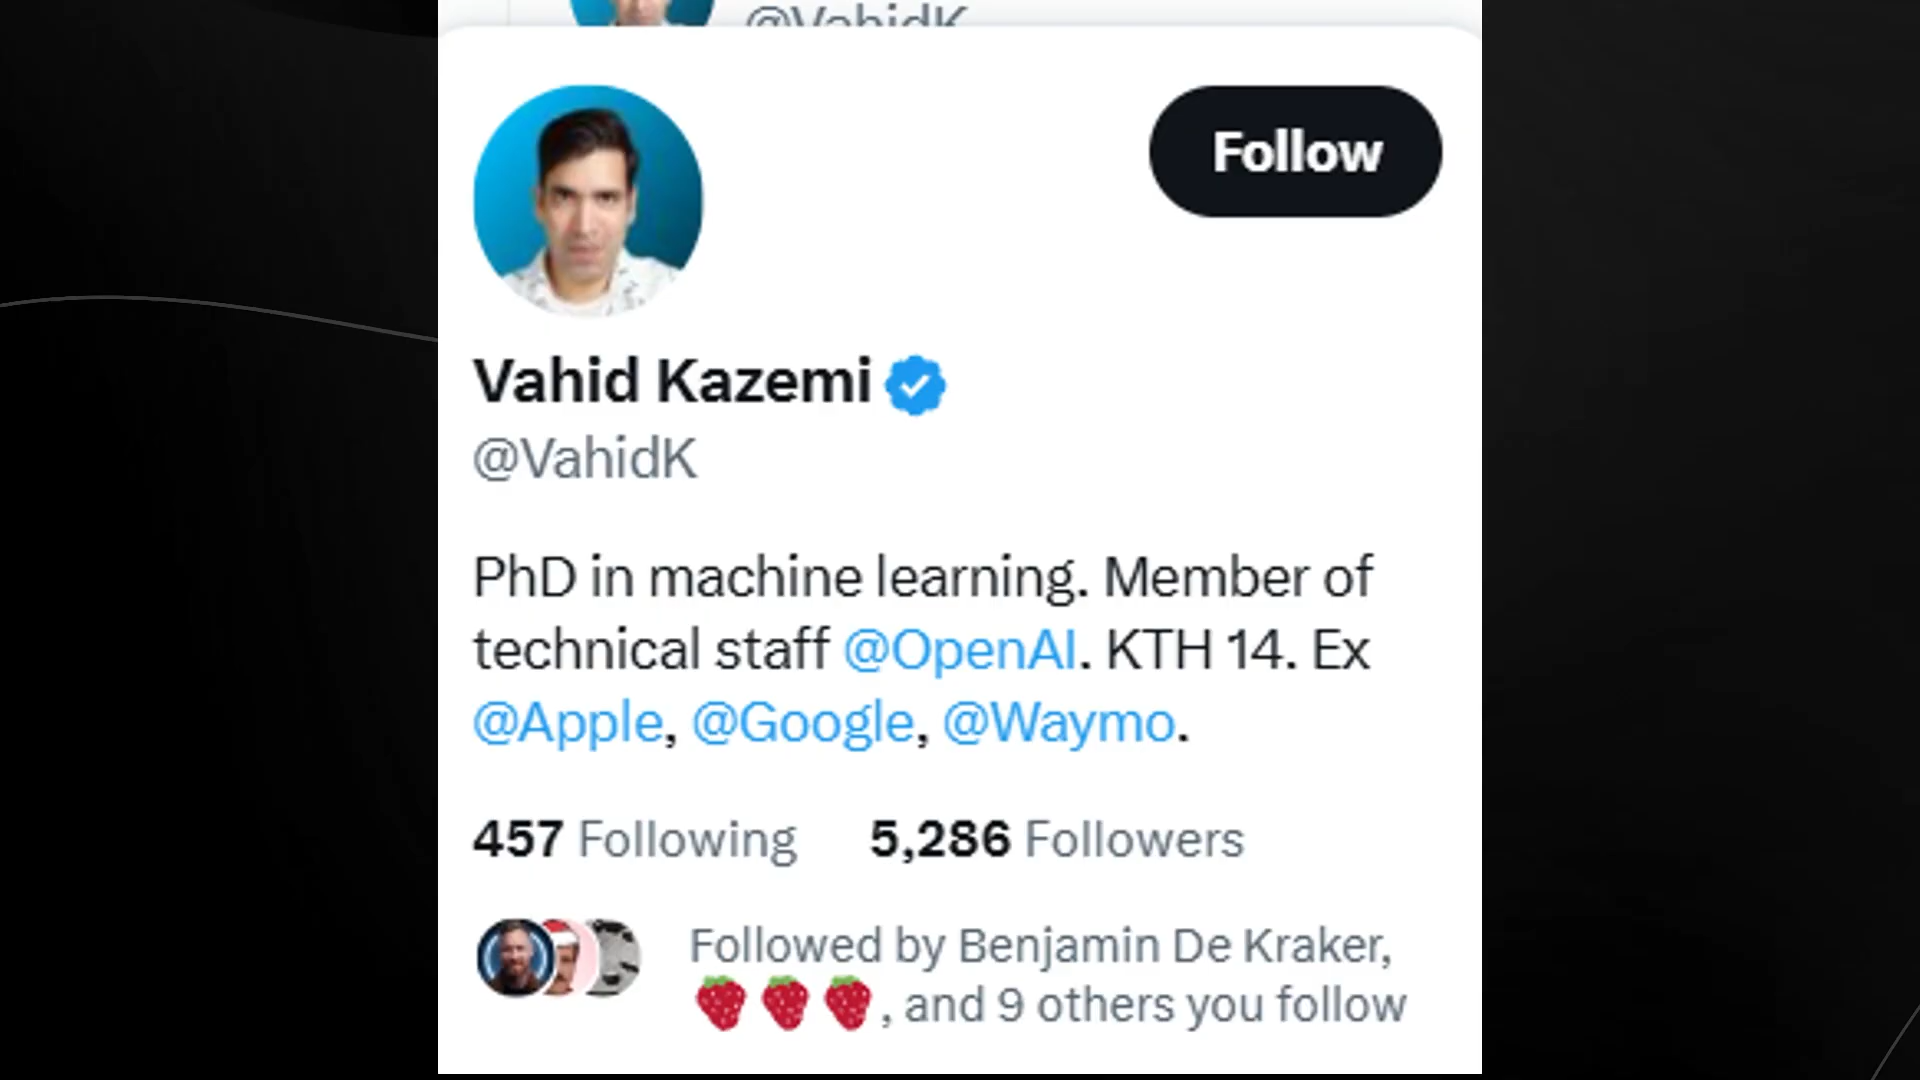 @VahidK
Follow
Vahid Kazemi
@VahidK
PhD in machine learning. Member of
technical staff @OpenAI. KTH 14. Ex
@Apple, @Google, @Waymo.
457 Following 5,286 Followers
Followed by Benjamin De Kraker,
🍓🍓🍓, and 9 others you follow